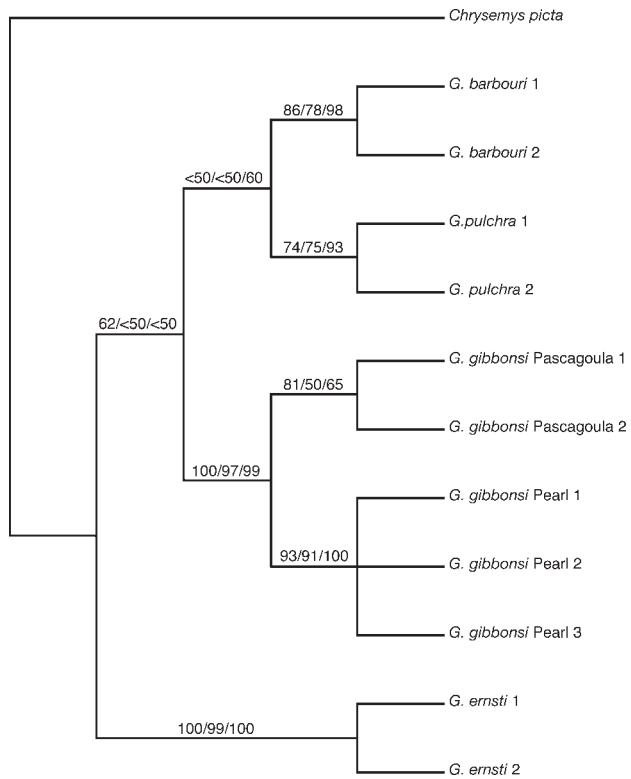 Chrysemys picta
G. barbouri 1
86/78/98
G. barbouri 2
<50/<50/60
G.pulchra 1
74/75/93
G. pulchra 2
62/<50/<50
G. gibbonsi Pascagoula 1
81/50/65
G. gibbonsi Pascagoula 2
100/97/99
G. gibbonsi Pearl 1
93/91/100
G. gibbonsi Pearl 2
G. gibbonsi Pearl 3
G. ernsti 1
100/99/100
G. ernsti 2